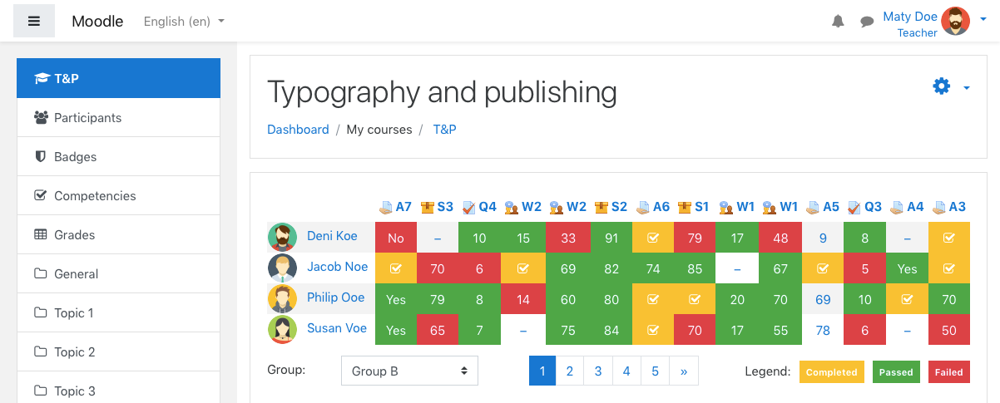 Moodle English (en) Maty Doe
Teacher
T&P
Participants
Badges
Competencies
Grades
General
Topic 1
Topic 2
Topic 3
Typography and publishing
Dashboard / My courses / T&P
A7 S3 Q4 W2 W2 S2 A6 S1 W1 W1 A5 Q3 A4 A3
Deni Koe No – 10 15 33 91 79 17 48 9 8 –
Jacob Noe 70 6 69 82 74 85 – 67 5 Yes
Philip Ooe Yes 79 8 14 60 80 20 70 69 10 70
Susan Voe Yes 65 7 – 75 84 70 17 55 78 6 – 50
Group: Group B 1 2 3 4 5 » Legend: Completed Passed Failed